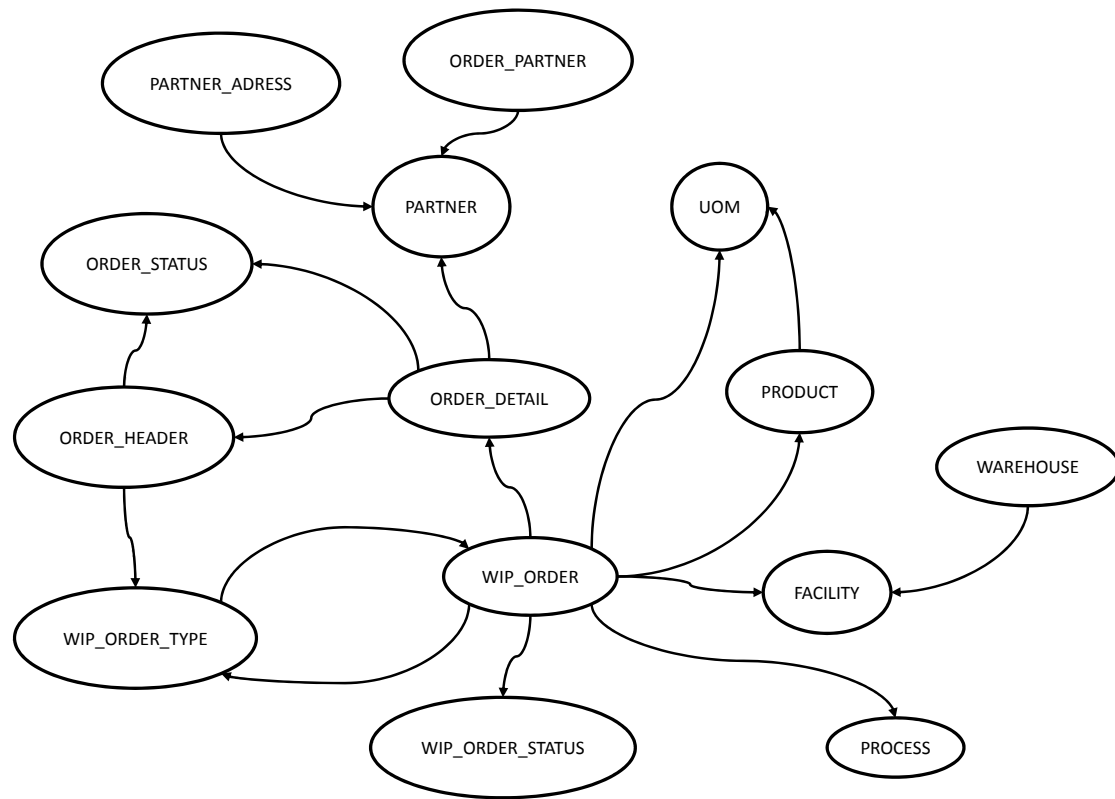 ORDER_PARTNER
PARTNER_ADRESS
PARTNER
UOM
ORDER_STATUS
PRODUCT
ORDER_DETAIL
ORDER_HEADER
WAREHOUSE
WIP_ORDER
FACILITY
WIP_ORDER_TYPE
WIP_ORDER_STATUS
PROCESS